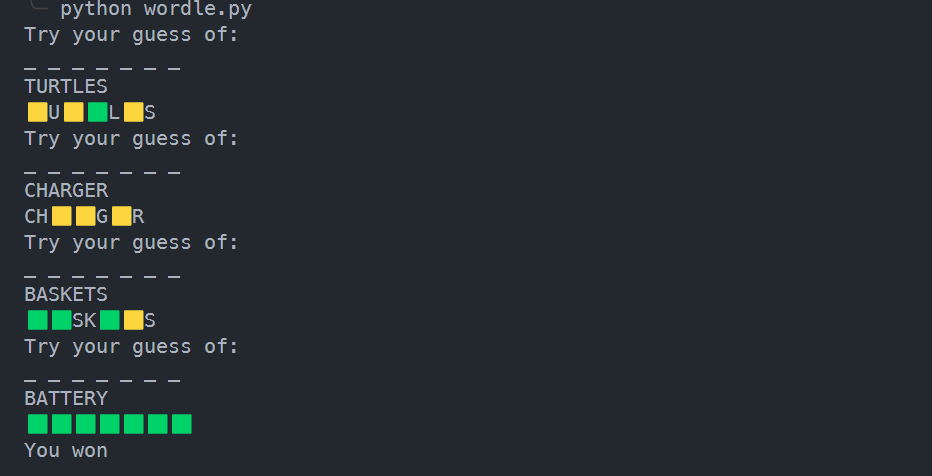 python wordle.py
Try your guess of:
_ _ _ _ _ _ _
TURTLES
🟨U🟨🟩L🟨S
Try your guess of:
_ _ _ _ _ _ _
CHARGER
CH🟨🟨G🟨R
Try your guess of:
_ _ _ _ _ _ _
BASKETS
🟩🟩SK🟩🟨S
Try your guess of:
_ _ _ _ _ _ _
BATTERY
🟩🟩🟩🟩🟩🟩🟩
You won